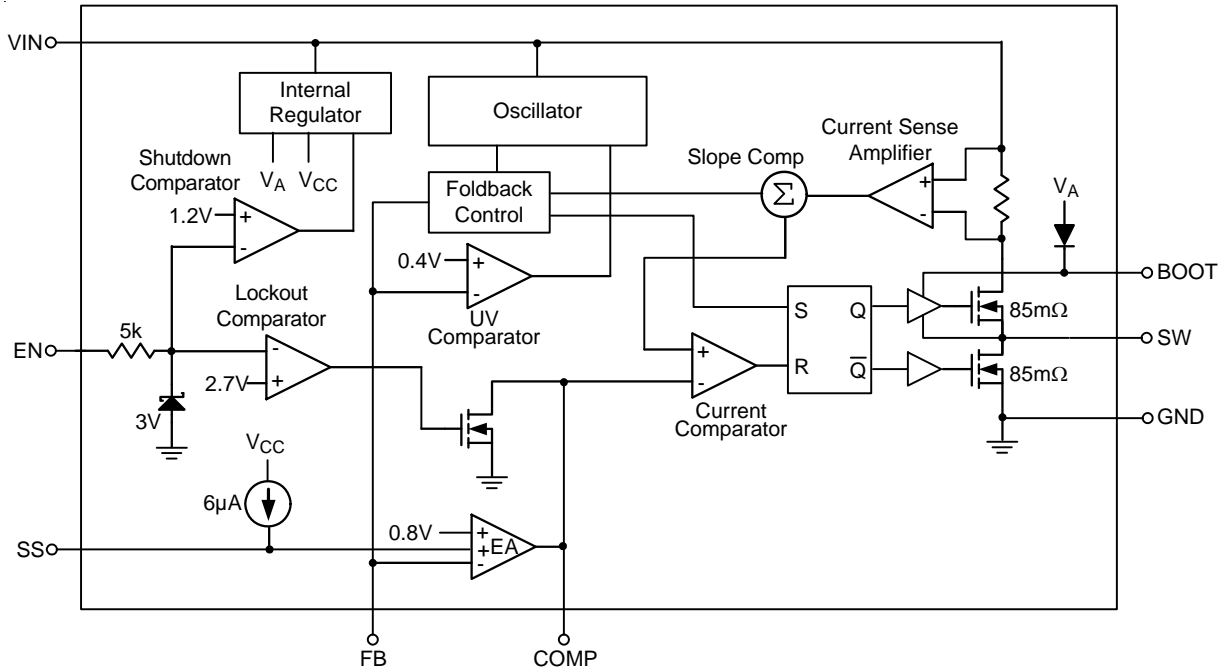 VIN
Internal
Regulator
Oscillator
Current Sense
Amplifier
Shutdown
Comparator
VA VCC
Slope Comp
Foldback
Control
Σ
+
-
VA
1.2V
+
-
0.4V
+
-
UV
Comparator
BOOT
Lockout
Comparator
S Q
R Q
85mΩ
SW
5k
EN
-
+
2.7V
+
-
Current
Comparator
85mΩ
3V
GND
VCC
6µA
0.8V
+
+
-
EA
SS
FB
COMP